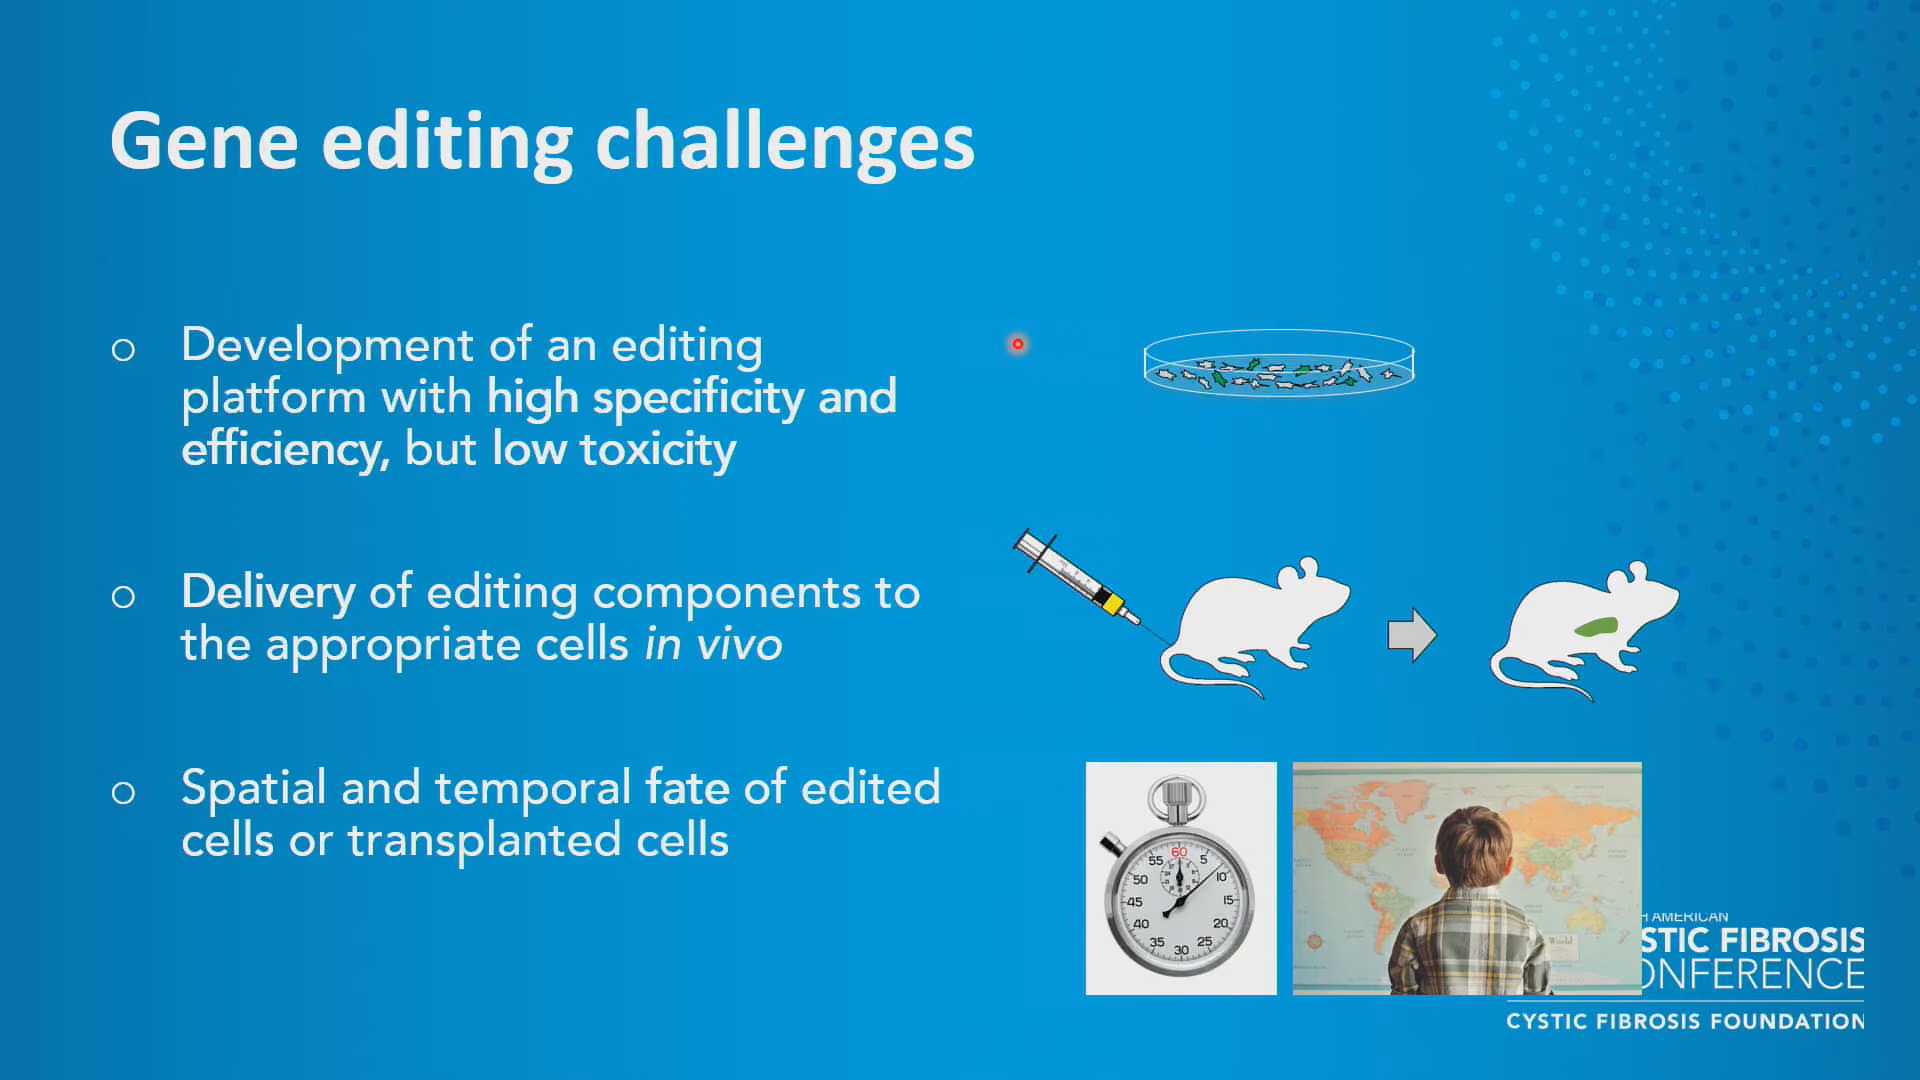 Gene editing challenges
Development of an editing
platform with high specificity and
efficiency, but low toxicity
Delivery of editing components to
the appropriate cells in vivo
Spatial and temporal fate of edited
cells or transplanted cells
60
5
10
15
20
25
30
35
40
45
50
55
World
H AMERICAN
STIC FIBROSIS
ONFERENCE
CYSTIC FIBROSIS FOUNDATION